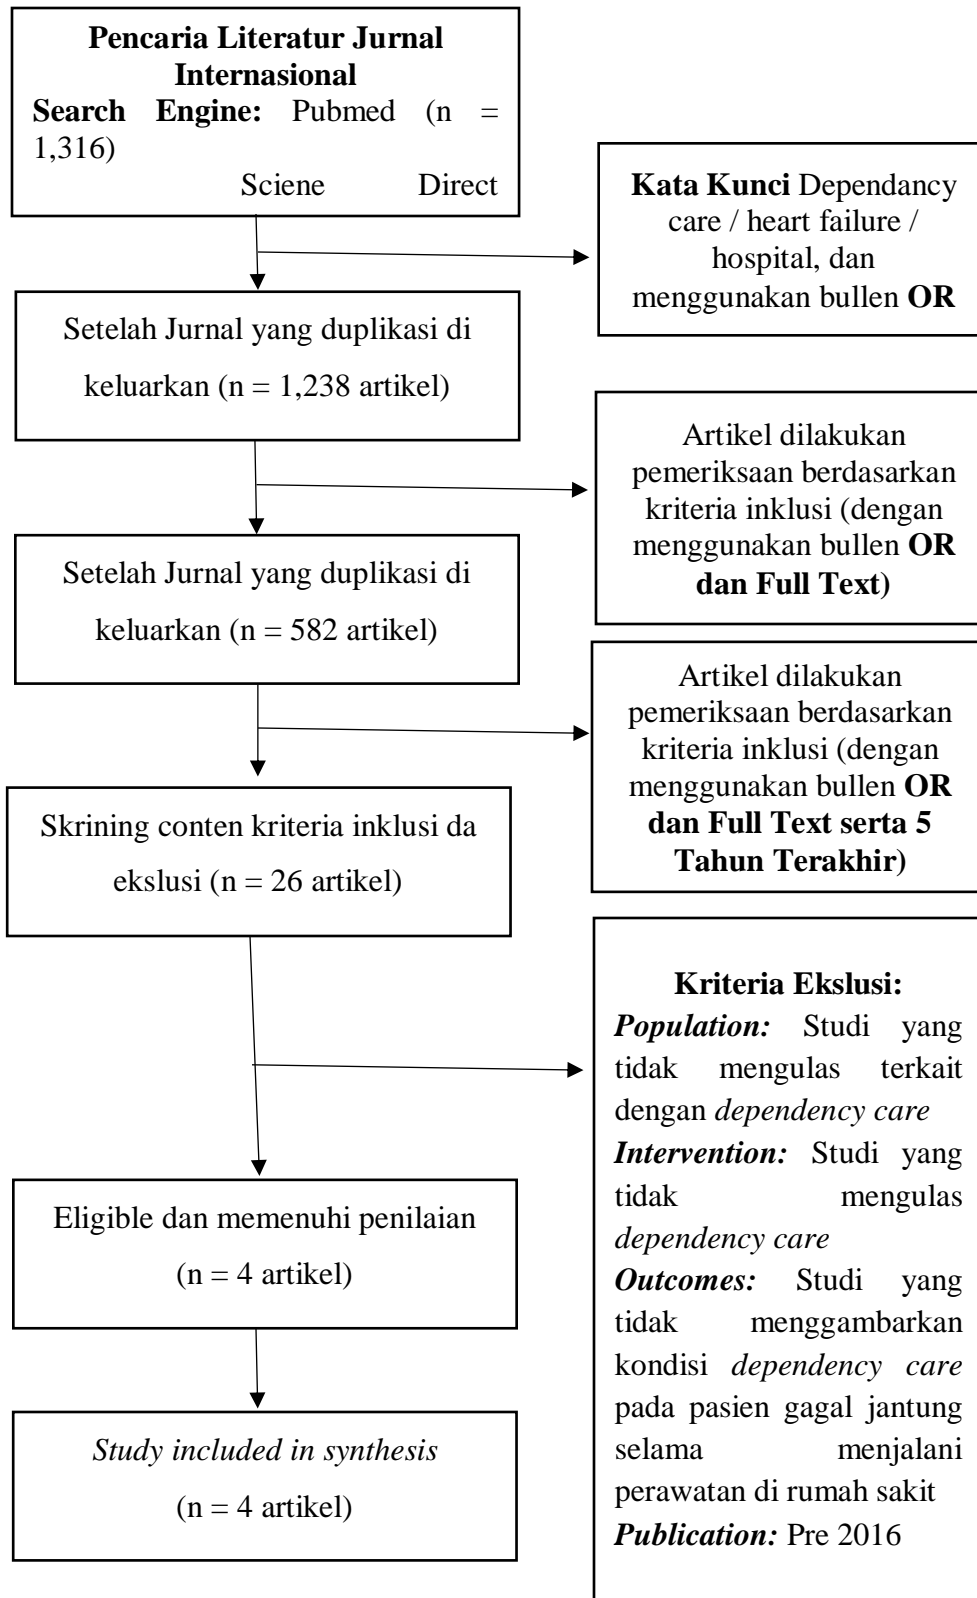 Pencaria Literatur Jurnal
Internasional
Search Engine: Pubmed (n =
1,316)
Sciene Direct
Kata Kunci Dependancy
care / heart failure /
hospital, dan
menggunakan bullen OR
Setelah Jurnal yang duplikasi di
keluarkan (n = 1,238 artikel)
Artikel dilakukan
pemeriksaan berdasarkan
kriteria inklusi (dengan
menggunakan bullen OR
dan Full Text)
Setelah Jurnal yang duplikasi di
keluarkan (n = 582 artikel)
Artikel dilakukan
pemeriksaan berdasarkan
kriteria inklusi (dengan
menggunakan bullen OR
dan Full Text serta 5
Tahun Terakhir)
Skrining conten kriteria inklusi da
ekslusi (n = 26 artikel)
Kriteria Ekslusi:
Population: Studi yang
tidak mengulas terkait
dengan dependency care
Intervention: Studi yang
tidak mengulas
dependency care
Outcomes: Studi yang
tidak menggambarkan
kondisi dependency care
pada pasien gagal jantung
selama menjalani
perawatan di rumah sakit
Publication: Pre 2016
Eligible dan memenuhi penilaian
(n = 4 artikel)
Study included in synthesis
(n = 4 artikel)